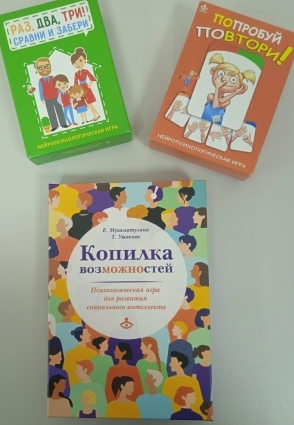 РАЗ, ДВА, ТРИ!
СРАВНИ И ЗАБЕРИ
НЕЙРОПСИХОЛОГИЧЕСКАЯ ИГРА
ПОПРОБУЙ
ПОВТОРИ!
НЕЙРОПСИХОЛОГИЧЕСКАЯ ИГРА
Е.
Т. Ушакова
Копилка
возможностей
Психологическая игра
для развития
социального интеллекта